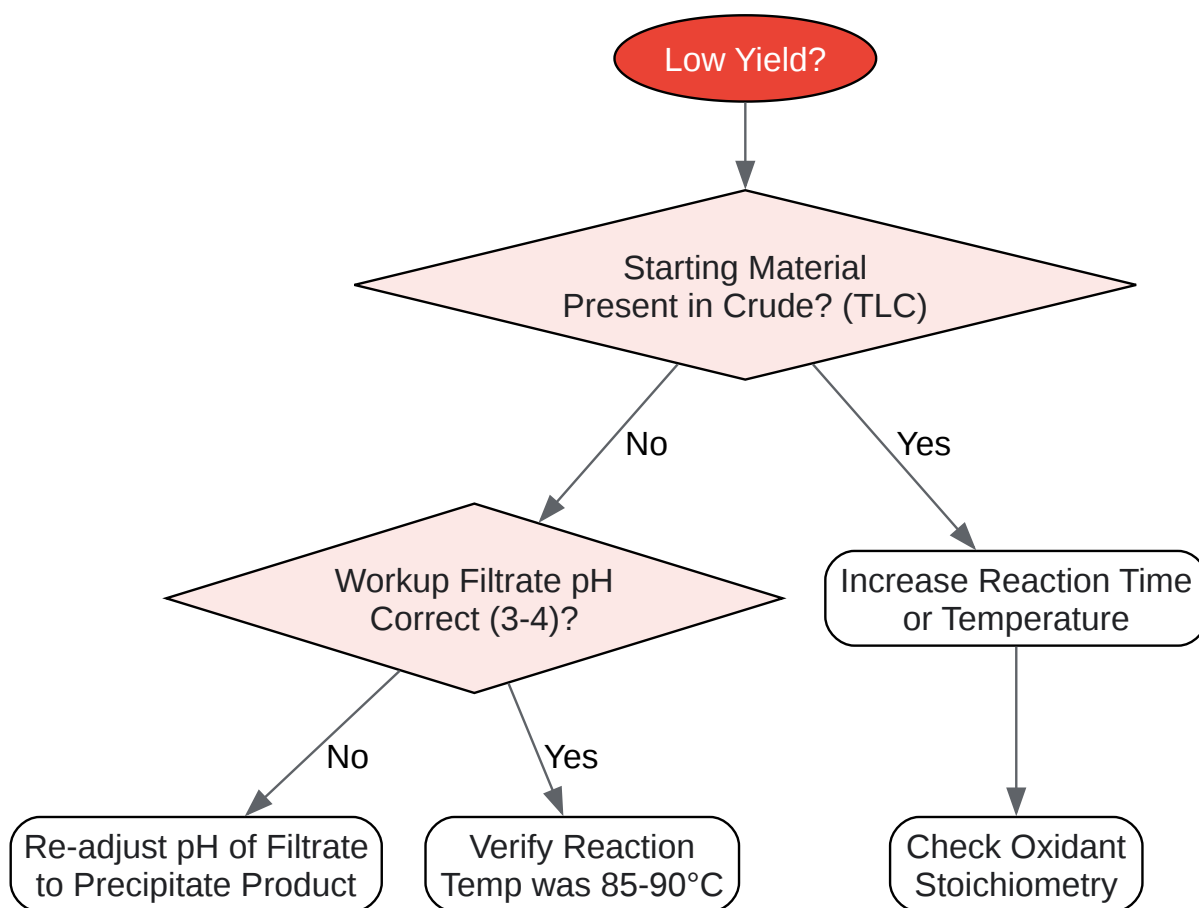 Low Yield?
Starting Material
Present in Crude? (TLC)
No
Yes
Workup Filtrate pH
Correct (3-4)?
Increase Reaction Time
or Temperature
No
Yes
Re-adjust pH of Filtrate
to Precipitate Product
Verify Reaction
Temp was 85-90°C
Check Oxidant
Stoichiometry